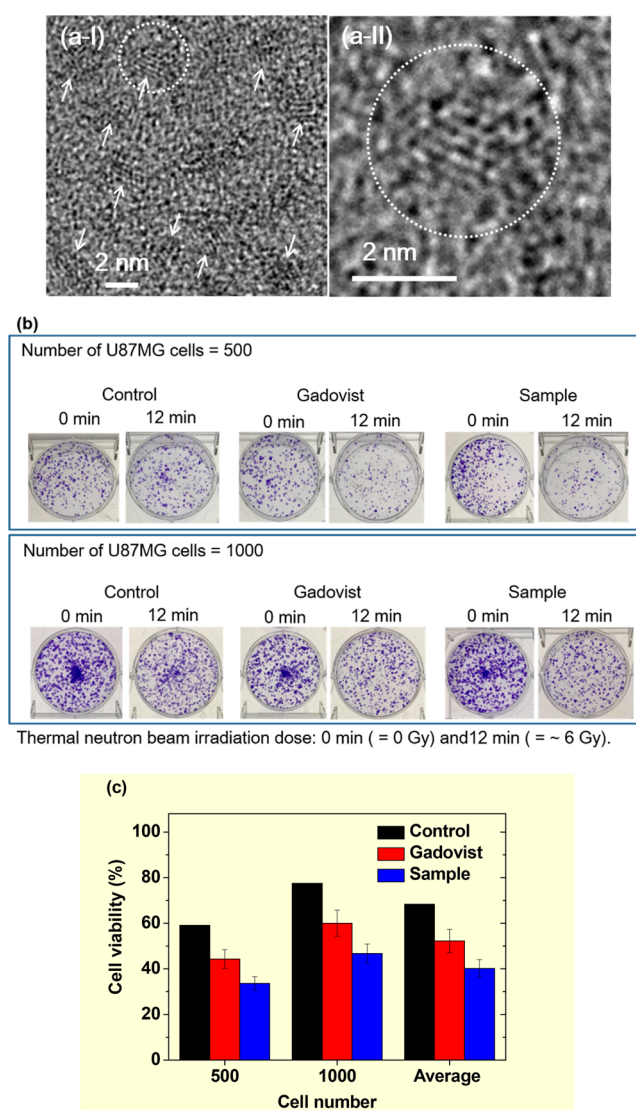 (a-I)
2 nm
(a-II)
2 nm
(b)
Number of U87MG cells = 500
Control Gadovist Sample
0 min 12 min 0 min 12 min 0 min 12 min
Number of U87MG cells = 1000
Control Gadovist Sample
0 min 12 min 0 min 12 min 0 min 12 min
Thermal neutron beam irradiation dose: 0 min ( = 0 Gy) and12 min ( = ~ 6 Gy).
(c)
Cell viability (%)
100
80
60
40
20
0
Control
Gadovist
Sample
500 1000 Average
Cell number